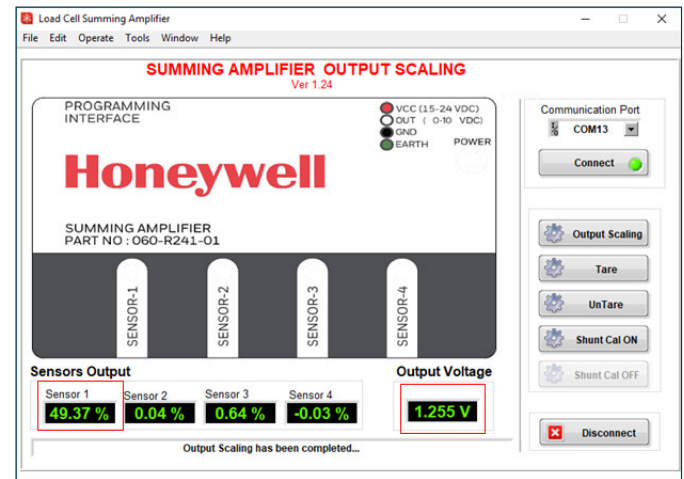 Load Cell Summing Amplifier
File Edit Operate Tools Window Help
SUMMING AMPLIFIER OUTPUT SCALING
Ver 1.24
PROGRAMMING
INTERFACE
VCC (15-24 VDC)
OUT ( 0-10 VDC)
GND
EARTH
POWER
Honeywell
SUMMING AMPLIFIER
PART NO : 060-R241-01
SENSOR-1
SENSOR-2
SENSOR-3
SENSOR-4
Sensors Output
Sensor 1 Sensor 2 Sensor 3 Sensor 4
49.37 % 0.04 % 0.64 % -0.03 %
Output Voltage
1.255 V
Output Scaling has been completed...
Communication Port
COM13
Connect
Output Scaling
Tare
UnTare
Shunt Cal ON
Shunt Cal OFF
Disconnect